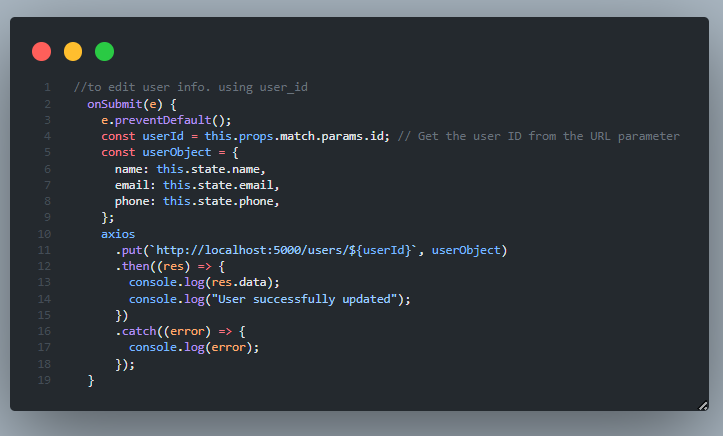 1 //to edit user info. using user_id
2 onSubmit(e) {
3 e.preventDefault();
4 const userId = this.props.match.params.id; // Get the user ID from the URL parameter
5 const userObject = {
6 name: this.state.name,
7 email: this.state.email,
8 phone: this.state.phone,
9 };
10 axios
11 .put(`http://localhost:5000/users/${userId}`, userObject)
12 .then((res) => {
13 console.log(res.data);
14 console.log("User successfully updated");
15 })
16 .catch((error) => {
17 console.log(error);
18 });
19 }